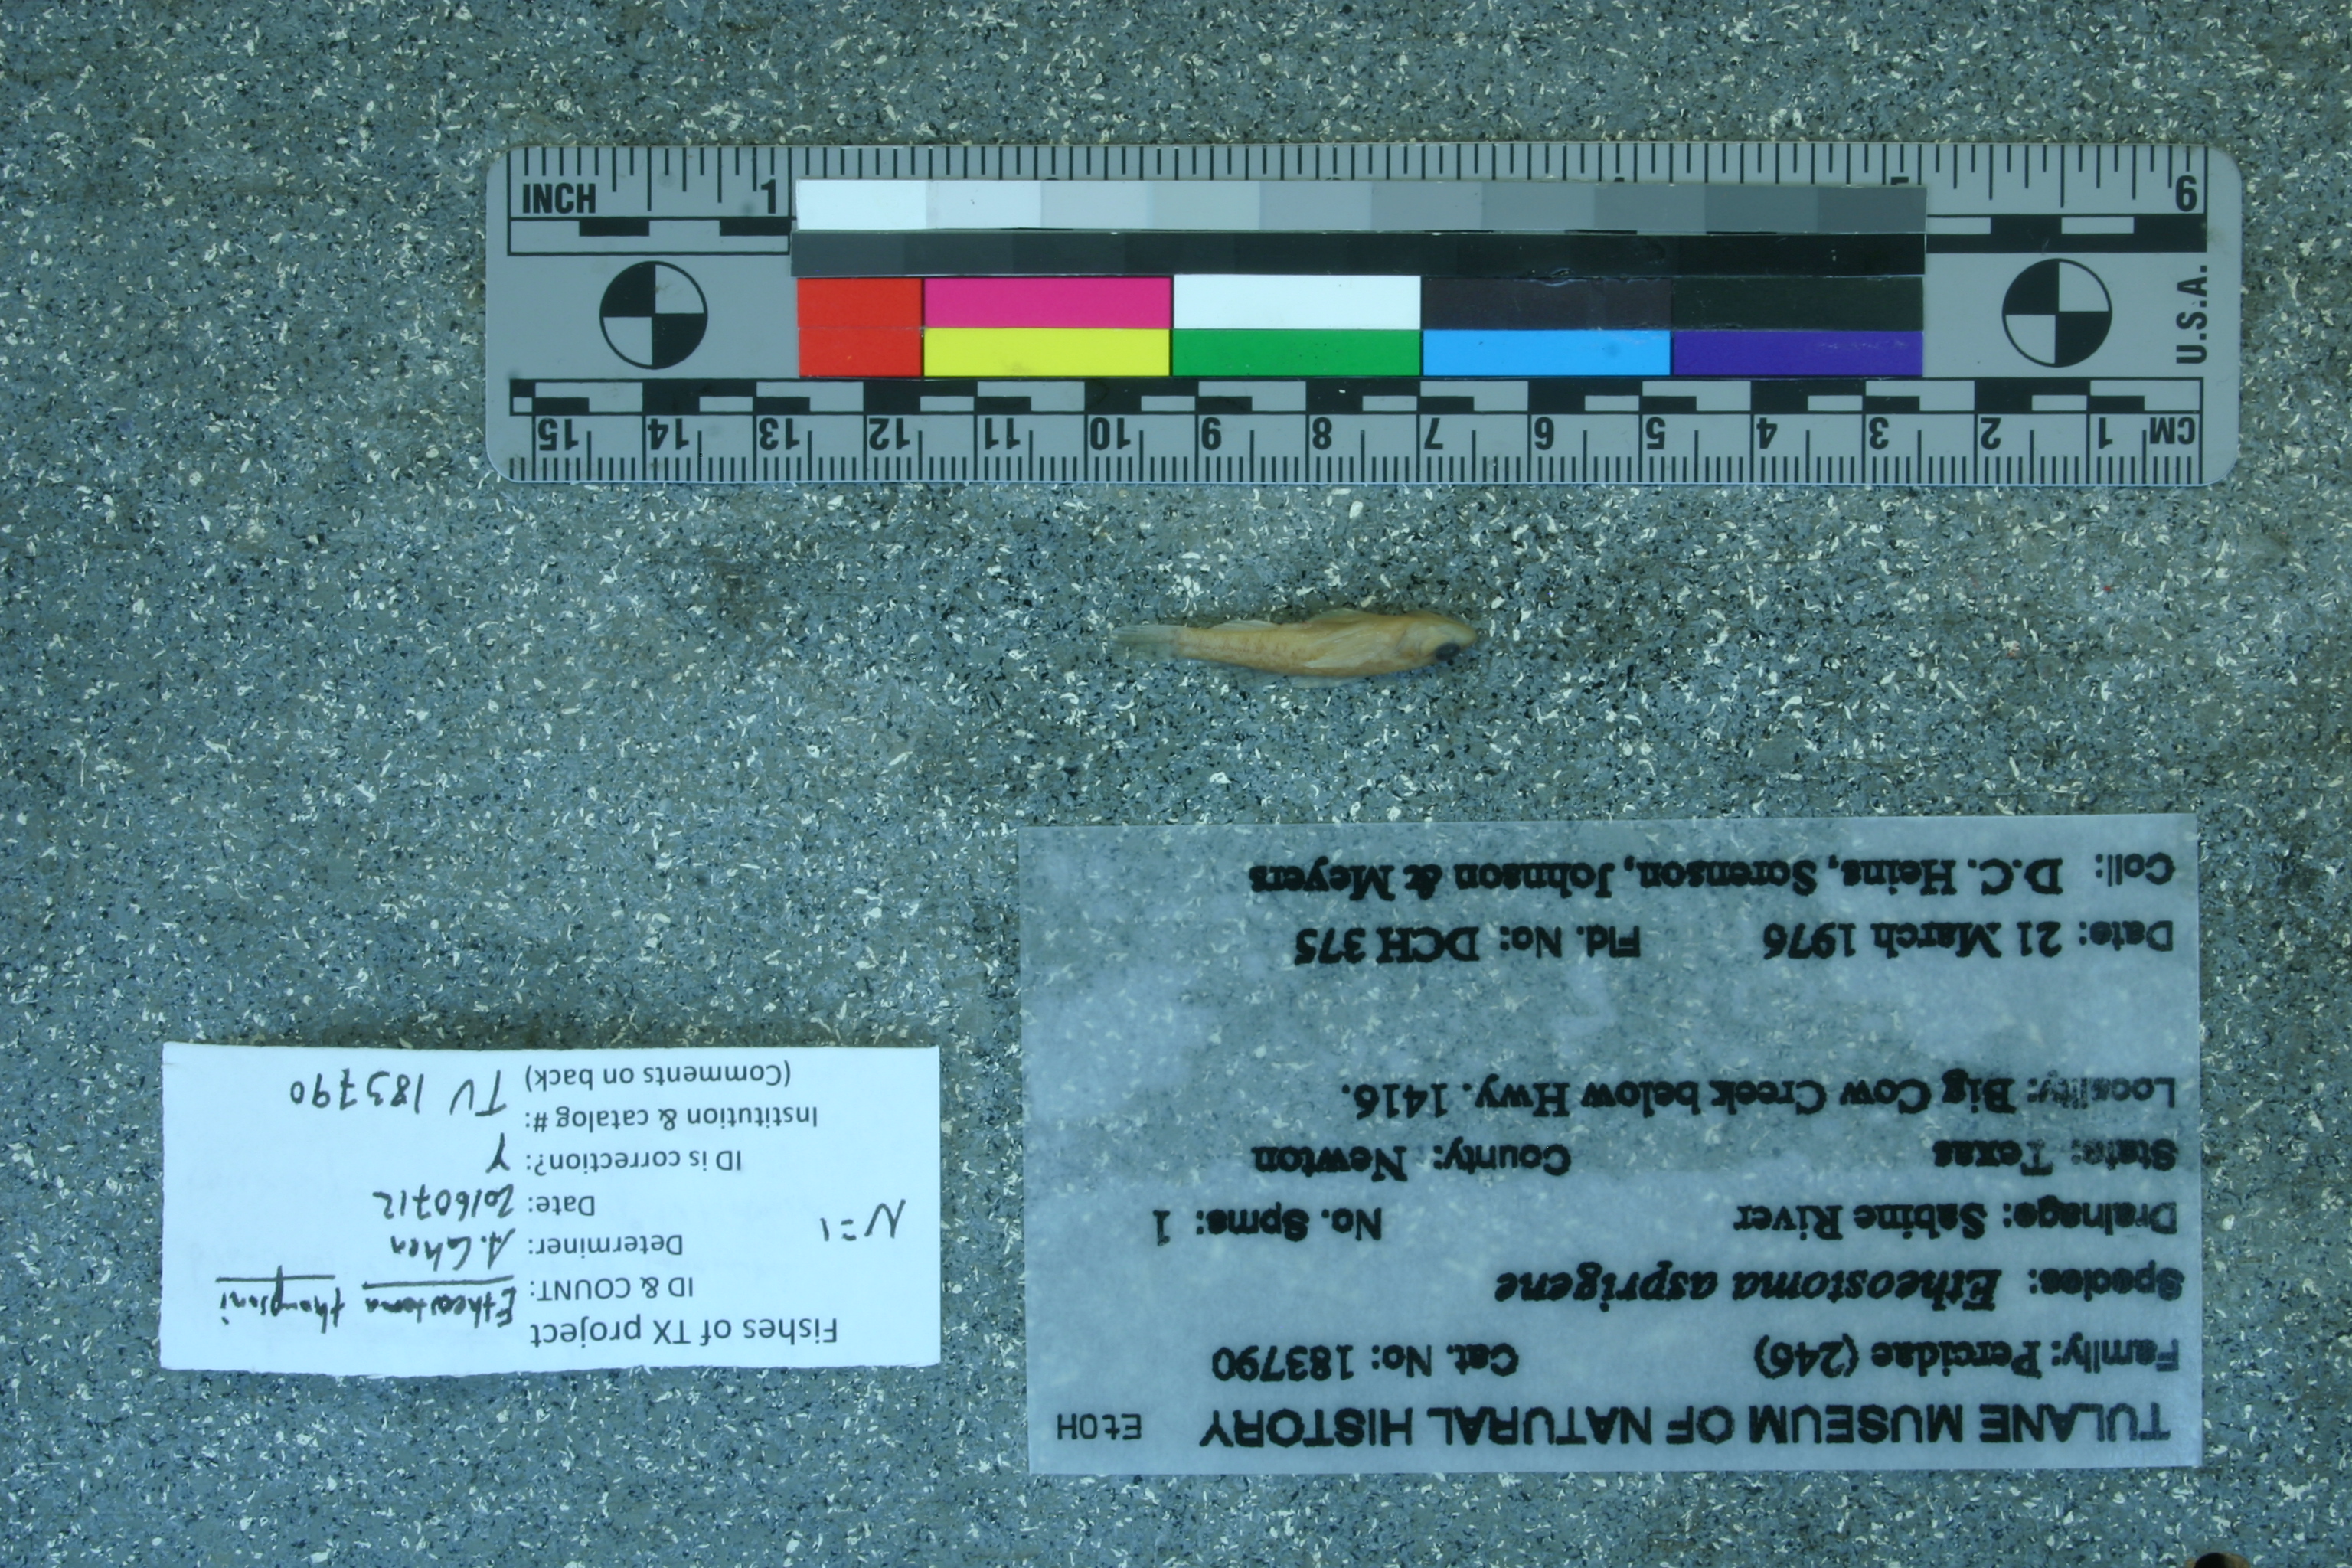 INCH 1 5 6
U.S.A.
15 14 13 12 11 10 9 8 7 6 5 4 3 2 1 CM
TULANE MUSEUM OF NATURAL HISTORY EtOH
Family: Percidae (246) Cat. No: 183790
Species: Etheostoma asprigene
Drainage: Sabine River No. Spms: 1
State: Texas County: Newton
Locality: Big Cow Creek below Hwy. 1416.
Date: 21 March 1976 Fld. No: DCH 375
Coll: D.C. Heins, Sorenson, Johnson & Meyers
Fishes of TX project
ID & COUNT: Etheostoma thompsoni
Determiner: A. Chen
N=1
Date: 20160712
ID is correction?: Y
Institution & catalog #:
(Comments on back) TU 183790